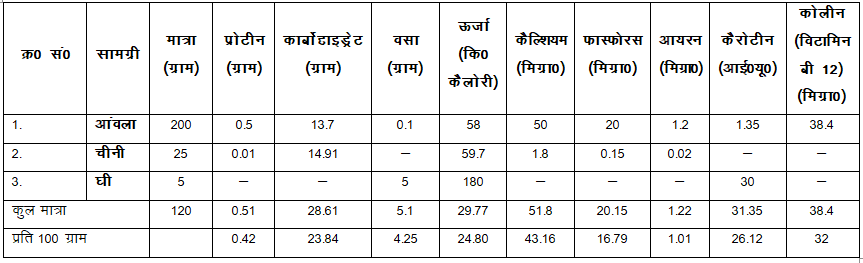 क्र0 सं0 सामग्री मात्रा (ग्राम) प्रोटीन (ग्राम) कार्बोहाइड्रेट (ग्राम) वसा (ग्राम) ऊर्जा (कि0 कैलोरी) कैल्शियम (मिग्रा0) फास्फोरस (मिग्रा0) आयरन (मिग्रा0) कैरोटीन (आई0यू0) कोलीन (विटामिन बी 12) (मिग्रा0)
1. आंवला 200 0.5 13.7 0.1 58 50 20 1.2 1.35 38.4
2. चीनी 25 0.01 14.91 – 59.7 1.8 0.15 0.02 – –
3. घी 5 – – 5 180 – – – 30
कुल मात्रा 120 0.51 28.61 5.1 29.77 51.8 20.15 1.22 31.35 38.4
प्रति 100 ग्राम 0.42 23.84 4.25 24.80 43.16 16.79 1.01 26.12 32